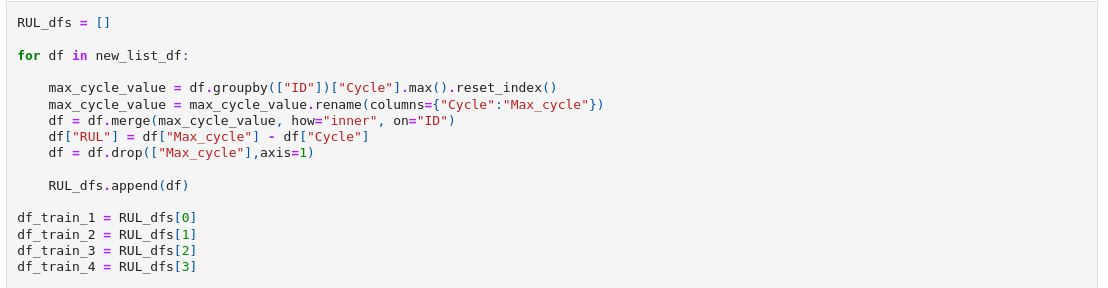 RUL_dfs = []
for df in new_list_df:
max_cycle_value = df.groupby(["ID"])["Cycle"].max().reset_index()
max_cycle_value = max_cycle_value.rename(columns={"Cycle":"Max_cycle"})
df = df.merge(max_cycle_value, how="inner", on="ID")
df["RUL"] = df["Max_cycle"] - df["Cycle"]
df = df.drop(["Max_cycle"],axis=1)
RUL_dfs.append(df)
df_train_1 = RUL_dfs[0]
df_train_2 = RUL_dfs[1]
df_train_3 = RUL_dfs[2]
df_train_4 = RUL_dfs[3]